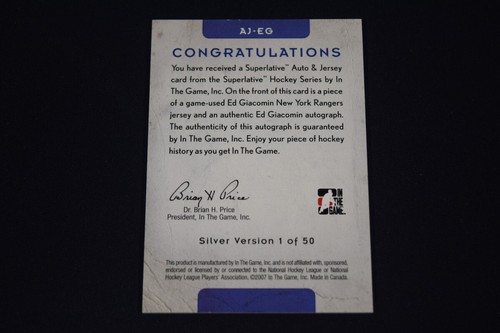 AJ-EG
CONGRATULATIONS
You have received a Superlative™ Auto & Jersey
card from the Superlative™ Hockey Series by In
The Game, Inc. On the front of this card is a piece
of a game-used Ed Giacomin New York Rangers
jersey and an authentic Ed Giacomin autograph.
The authenticity of this autograph is guaranteed
by In The Game, Inc. Enjoy your piece of hockey
history as you get In The Game.
Brian H Price
Dr. Brian H. Price
President, In The Game, Inc.
IN
THE
GAME
Silver Version 1 of 50
This product is manufactured by In The Game, Inc. and is not affiliated with, sponsored,
endorsed or licensed by or connected to the National Hockey League or National
Hockey League Players' Association. ©2007 In The Game, Inc. Made in Canada.